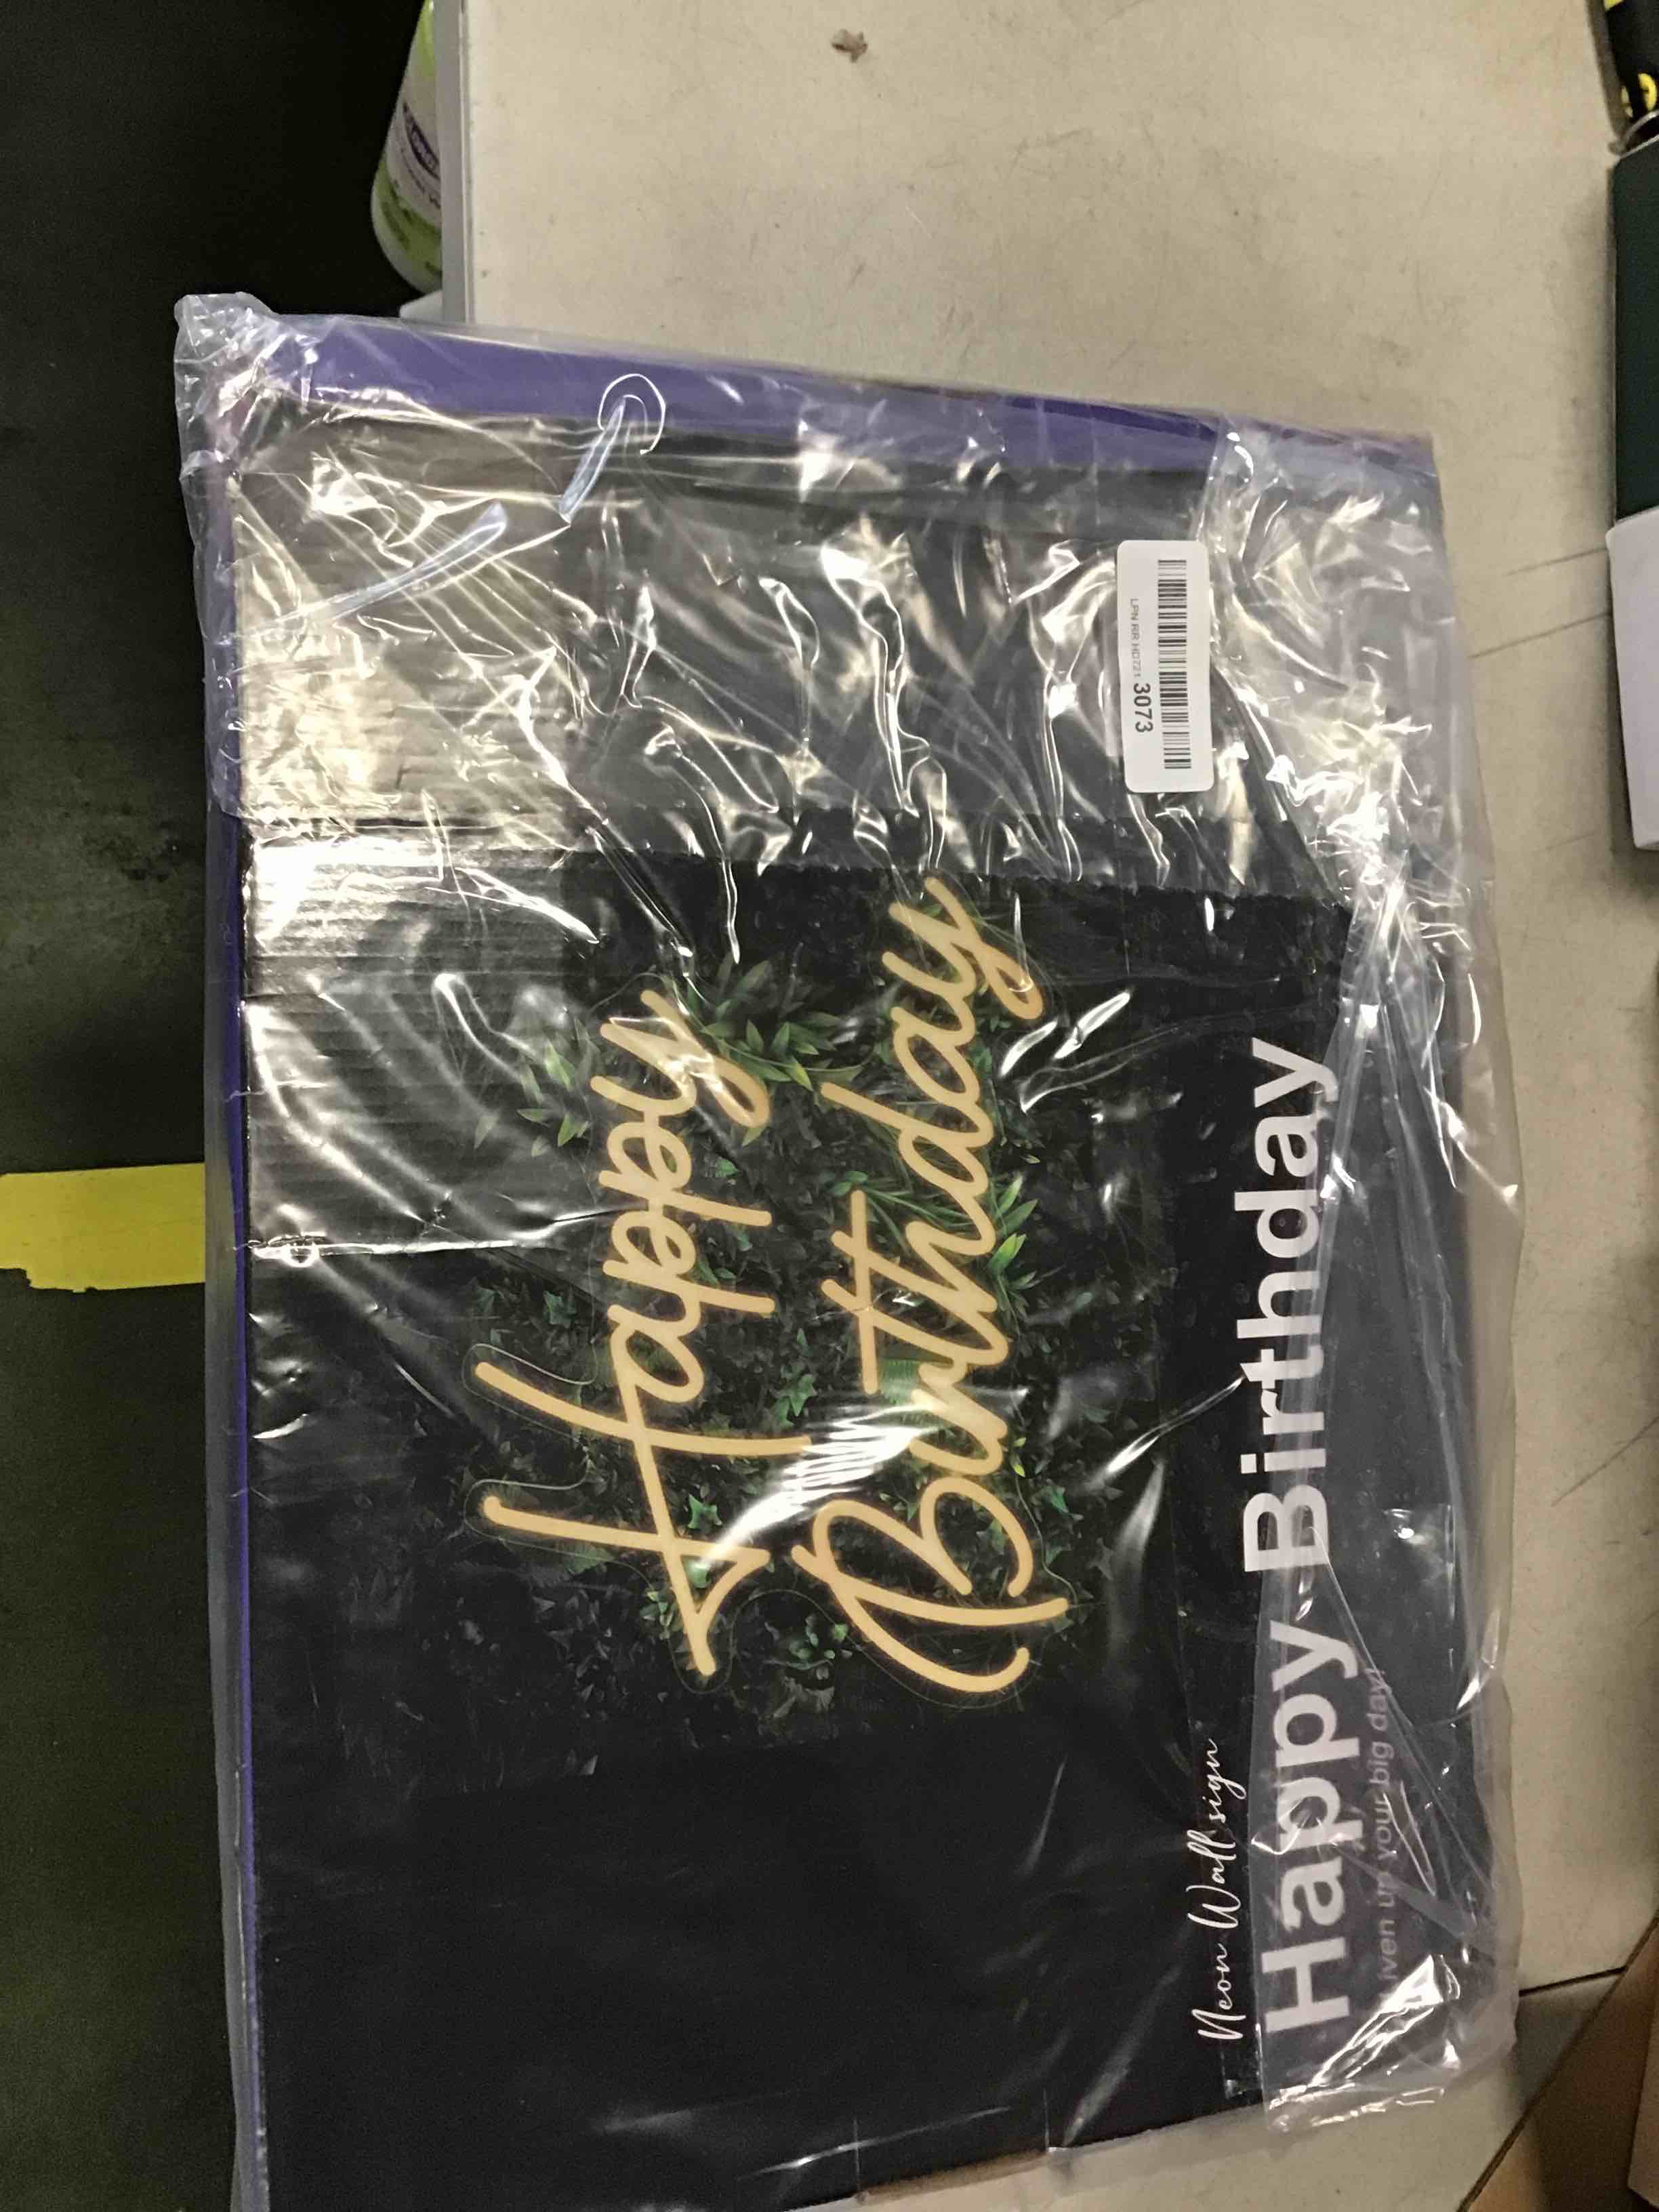 Happy
Birthday
Neon Wall sign
Happy Birthday
iven up your big day!
3073